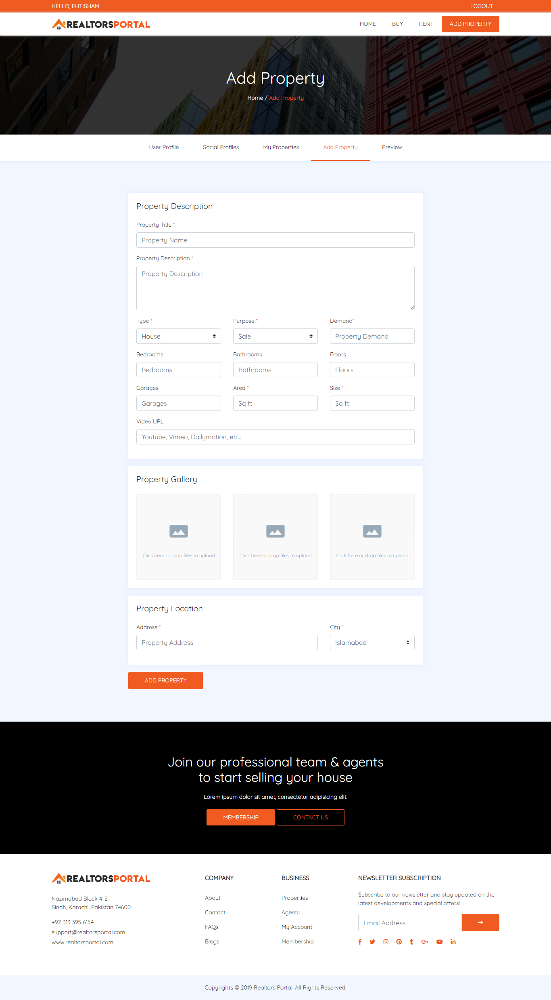 HELLO, EHTISHAM
LOGOUT
REALTORSPORTAL
HOME
BUY
RENT
ADD PROPERTY
Add Property
Home / Add Property
User Profile
Social Profiles
My Properties
Add Property
Preview
Property Description
Property Title *
Property Name
Property Description *
Property Description
Type *
Purpose *
Demand*
House
Sale
Property Demand
Bedrooms
Bathrooms
Floors
Bedrooms
Bathrooms
Floors
Garages
Area *
Size *
Garages
Sq ft
Sq ft
Video URL
Youtube, Vimeo, Dailymotion, etc..
Property Gallery
Click here or drop files to upload
Click here or drop files to upload
Click here or drop files to upload
Property Location
Address *
City *
Property Address
Islamabad
ADD PROPERTY
Join our professional team & agents
to start selling your house
Lorem ipsum dolor sit amet, consectetur adipisicing elit.
MEMBERSHIP
CONTACT US
REALTORSPORTAL
Nazimabad Block # 2
Sindh, Karachi, Pakistan 74600
+92 313 395 6154
support@realtorsportal.com
www.realtorsportal.com
COMPANY
About
Contact
FAQs
Blogs
BUSINESS
Properties
Agents
My Account
Membership
NEWSLETTER SUBSCRIPTION
Subscribe to our newsletter and stay updated on the
latest developments and special offers!
Email Address..
Copyrights © 2019 Realtors Portal. All Rights Reserved.